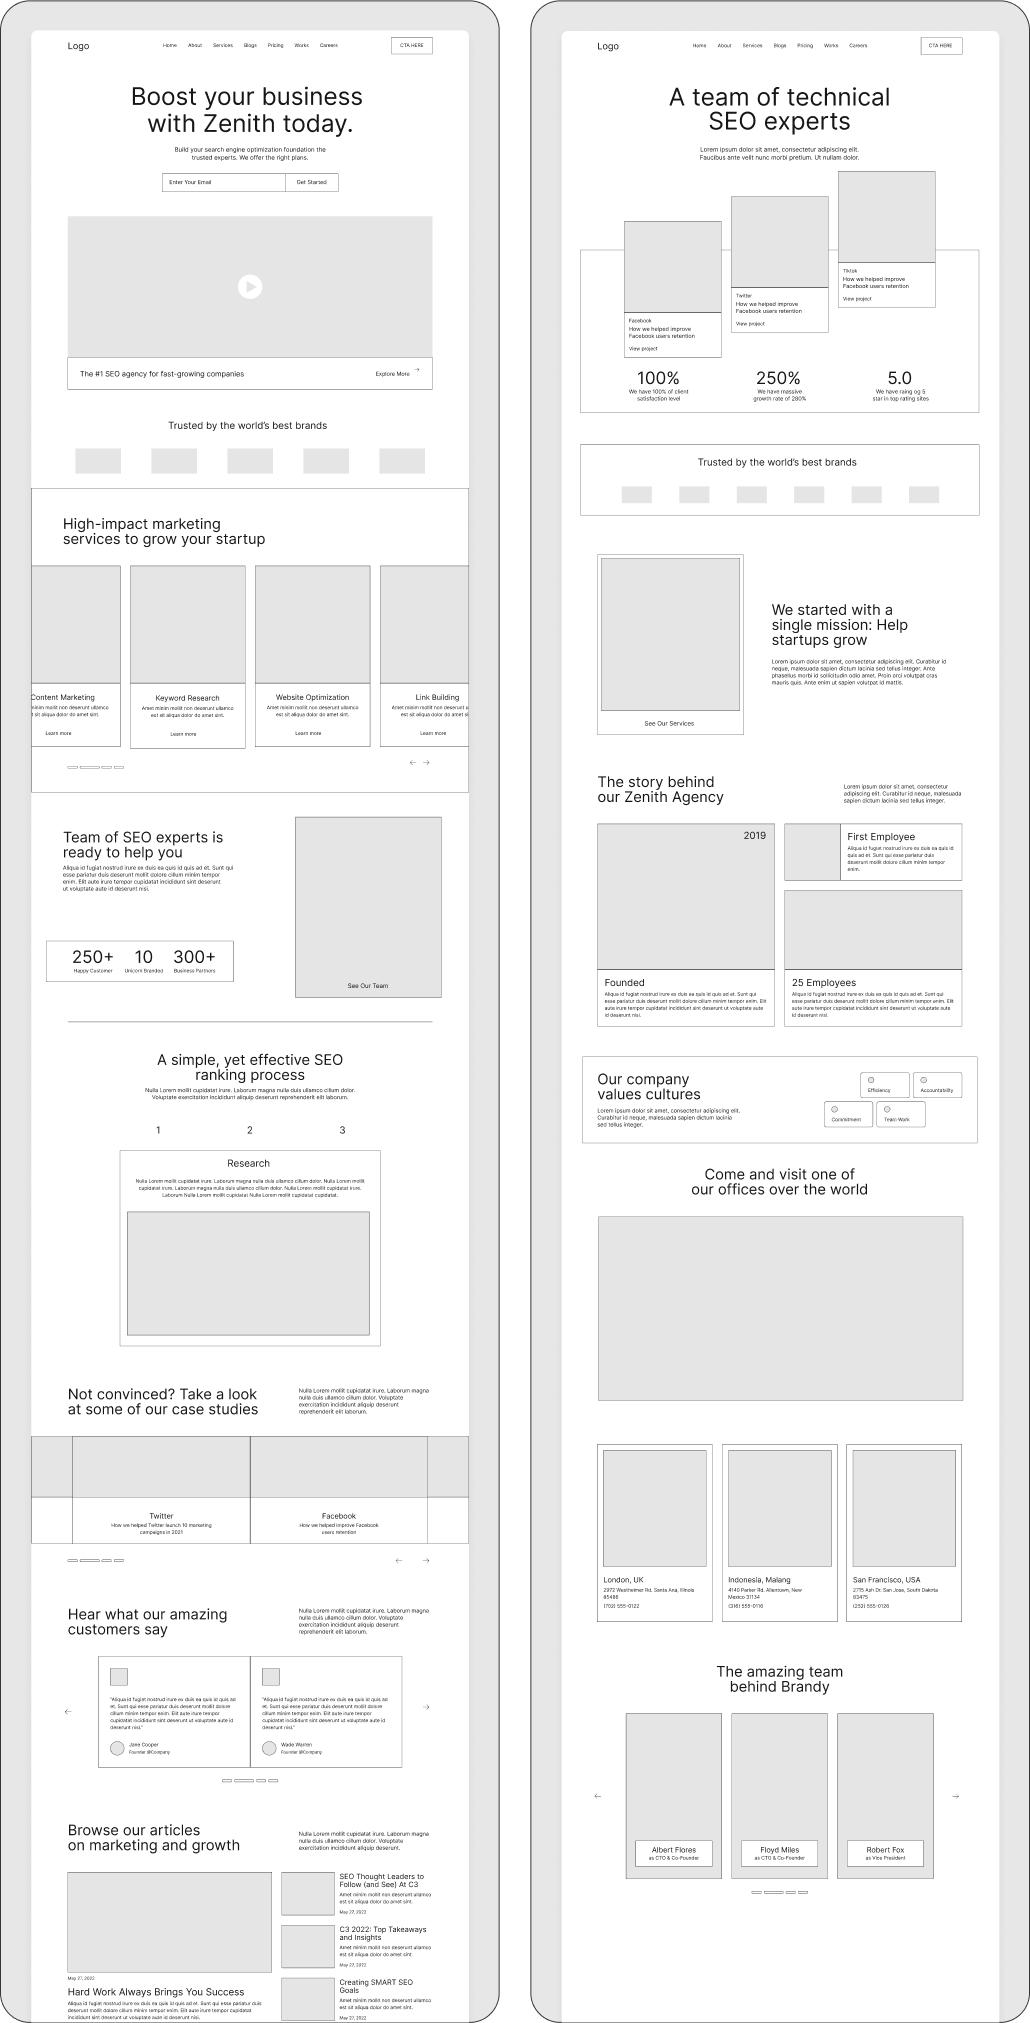 Logo
Home About Services Blogs Pricing Works Careers
CTA HERE
Boost your business
with Zenith today.
Build your search engine optimization foundation the
trusted experts. We offer the right plans.
Enter Your Email
Get Started
The #1 SEO agency for fast-growing companies
Explore More
Trusted by the world's best brands
High-impact marketing
services to grow your startup
Content Marketing
minim mollit non deserunt ullamco
t sit aliqua dolor do amet sint.
Learn more
Keyword Research
Amet minim mollit non deserunt ullamco
est sit aliqua dolor do amet sint.
Learn more
Website Optimization
Amet minim mollit non deserunt ullamco
est sit aliqua dolor do amet sint.
Learn more
Link Building
Amet minim mollit non deserunt
est sit aliqua dolor do amet sint.
Learn more
Team of SEO experts is
ready to help you
Aliqua id fugiat nostrud irure ex duis ea quis id quis ad et. Sunt qui
esse pariatur duis deserunt mollit dolore cillum minim tempor
enim. Elit aute irure tempor cupidatat incididunt sint deserunt
ut voluptate aute id deserunt nisi.
250+ 10 300+
Happy Customer Unicorn Branded Business Partners
See Our Team
A simple, yet effective SEO
ranking process
Nulla Lorem mollit cupidatat irure. Laborum magna nulla duis ullamco cillum dolor.
Voluptate exercitation incididunt aliquip deserunt reprehenderit elit laborum.
1 2 3
Research
Nulla Lorem mollit cupidatat irure. Laborum magna nulla duis ullamco cillum dolor. Nulla Lorem mollit
cupidatat irure. Laborum magna nulla duis ullamco cillum dolor. Nulla Lorem mollit cupidatat irure.
Laborum Nulla Lorem mollit cupidatat Nulla Lorem mollit cupidatat cupidatat.
Not convinced? Take a look
at some of our case studies
Nulla Lorem mollit cupidatat irure. Laborum magna
nulla duis ullamco cillum dolor. Voluptate
exercitation incididunt aliquip deserunt
reprehenderit elit laborum.
Twitter
How we helped Twitter launch 10 marketing
campaigns in 2021
Facebook
How we helped improve Facebook
users retention
Hear what our amazing
customers say
Nulla Lorem mollit cupidatat irure. Laborum magna
nulla duis ullamco cillum dolor. Voluptate
exercitation incididunt aliquip deserunt
reprehenderit elit laborum.
"Aliqua id fugiat nostrud irure ex duis ea quis id quis ad
et. Sunt qui esse pariatur duis deserunt mollit dolore
cillum minim tempor enim. Elit aute irure tempor
cupidatat incididunt sint deserunt ut voluptate aute id
deserunt nisi."
Jane Cooper
Founder @Company
"Aliqua id fugiat nostrud irure ex duis ea quis id quis ad
et. Sunt qui esse pariatur duis deserunt mollit dolore
cillum minim tempor enim. Elit aute irure tempor
cupidatat incididunt sint deserunt ut voluptate aute id
deserunt nisi."
Wade Warren
Founder @Company
Browse our articles
on marketing and growth
Nulla Lorem mollit cupidatat irure. Laborum magna
nulla duis ullamco cillum dolor. Voluptate
exercitation incididunt aliquip deserunt.
May 27, 2022
Hard Work Always Brings You Success
Aliqua id fugiat nostrud irure ex duis ea quis id quis ad et. Sunt qui esse pariatur duis
deserunt mollit dolore cillum minim tempor enim. Elit aute irure tempor cupidatat
incididunt sint deserunt ut voluptate aute id deserunt nisi.
SEO Thought Leaders to
Follow (and See) At C3
Amet minim mollit non deserunt ullamco
est sit aliqua dolor do amet sint.
May 27, 2022
C3 2022: Top Takeaways
and Insights
Amet minim mollit non deserunt ullamco
est sit aliqua dolor do amet sint.
May 27, 2022
Creating SMART SEO
Goals
Amet minim mollit non deserunt ullamco
est sit aliqua dolor do amet sint.
May 27, 2022
Logo
Home About Services Blogs Pricing Works Careers
CTA HERE
A team of technical
SEO experts
Lorem ipsum dolor sit amet, consectetur adipiscing elit.
Faucibus ante velit nunc morbi pretium. Ut nullam dolor.
Facebook
How we helped improve
Facebook users retention
View project
Twitter
How we helped improve
Facebook users retention
View project
Tiktok
How we helped improve
Facebook users retention
View project
100%
We have 100% of client
satisfaction level
250%
We have massive
growth rate of 280%
5.0
We have raing og 5
star in top rating sites
Trusted by the world's best brands
See Our Services
We started with a
single mission: Help
startups grow
Lorem ipsum dolor sit amet, consectetur adipiscing elit. Curabitur id
neque, malesuada sapien dictum lacinia sed tellus integer. Ante
phasellus morbi id sollicitudin odio amet. Proin orci volutpat cras
mauris quis. Ante enim ut sapien volutpat id mattis.
The story behind
our Zenith Agency
Lorem ipsum dolor sit amet, consectetur
adipiscing elit. Curabitur id neque, malesuada
sapien dictum lacinia sed tellus integer.
2019
Founded
Aliqua id fugiat nostrud irure ex duis ea quis id quis ad et. Sunt qui
esse pariatur duis deserunt mollit dolore cillum minim tempor enim. Elit
aute irure tempor cupidatat incididunt sint deserunt ut voluptate aute
id deserunt nisi.
First Employee
Aliqua id fugiat nostrud irure ex duis ea quis id
quis ad et. Sunt qui esse pariatur duis
deserunt mollit dolore cillum minim tempor
enim.
25 Employees
Aliqua id fugiat nostrud irure ex duis ea quis id quis ad et. Sunt qui
esse pariatur duis deserunt mollit dolore cillum minim tempor enim. Elit
aute irure tempor cupidatat incididunt sint deserunt ut voluptate aute
id deserunt nisi.
Our company
values cultures
Lorem ipsum dolor sit amet, consectetur adipiscing elit.
Curabitur id neque, malesuada sapien dictum lacinia
sed tellus integer.
Efficiency
Accountability
Commitment
Team-Work
Come and visit one of
our offices over the world
London, UK
2972 Westheimer Rd. Santa Ana, Illinois
85486
(702) 555-0122
Indonesia, Malang
4140 Parker Rd. Allentown, New
Mexico 31134
(316) 555-0116
San Francisco, USA
2715 Ash Dr. San Jose, South Dakota
83475
(252) 555-0126
The amazing team
behind Brandy
Albert Flores
as CTO & Co-Founder
Floyd Miles
as CTO & Co-Founder
Robert Fox
as Vice President